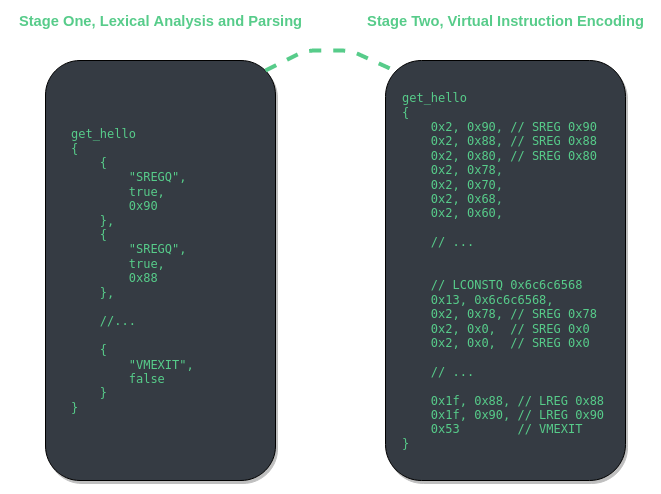 Stage One, Lexical Analysis and Parsing
get_hello
{
    {
        "SREGQ",
        true,
        0x90
    },
    {
        "SREGQ",
        true,
        0x88
    },
    //...
    {
        "VMEXIT",
        false
    }
}
Stage Two, Virtual Instruction Encoding
get_hello
{
    0x2, 0x90, // SREG 0x90
    0x2, 0x88, // SREG 0x88
    0x2, 0x80, // SREG 0x80
    0x2, 0x78,
    0x2, 0x70,
    0x2, 0x68,
    0x2, 0x60,
    // ...
    // LCONSTQ 0x6c6c6568
    0x13, 0x6c6c6568,
    0x2, 0x78, // SREG 0x78
    0x2, 0x0,  // SREG 0x0
    0x2, 0x0,  // SREG 0x0
    // ...
    0x1f, 0x88, // LREG 0x88
    0x1f, 0x90, // LREG 0x90
    0x53        // VMEXIT
}